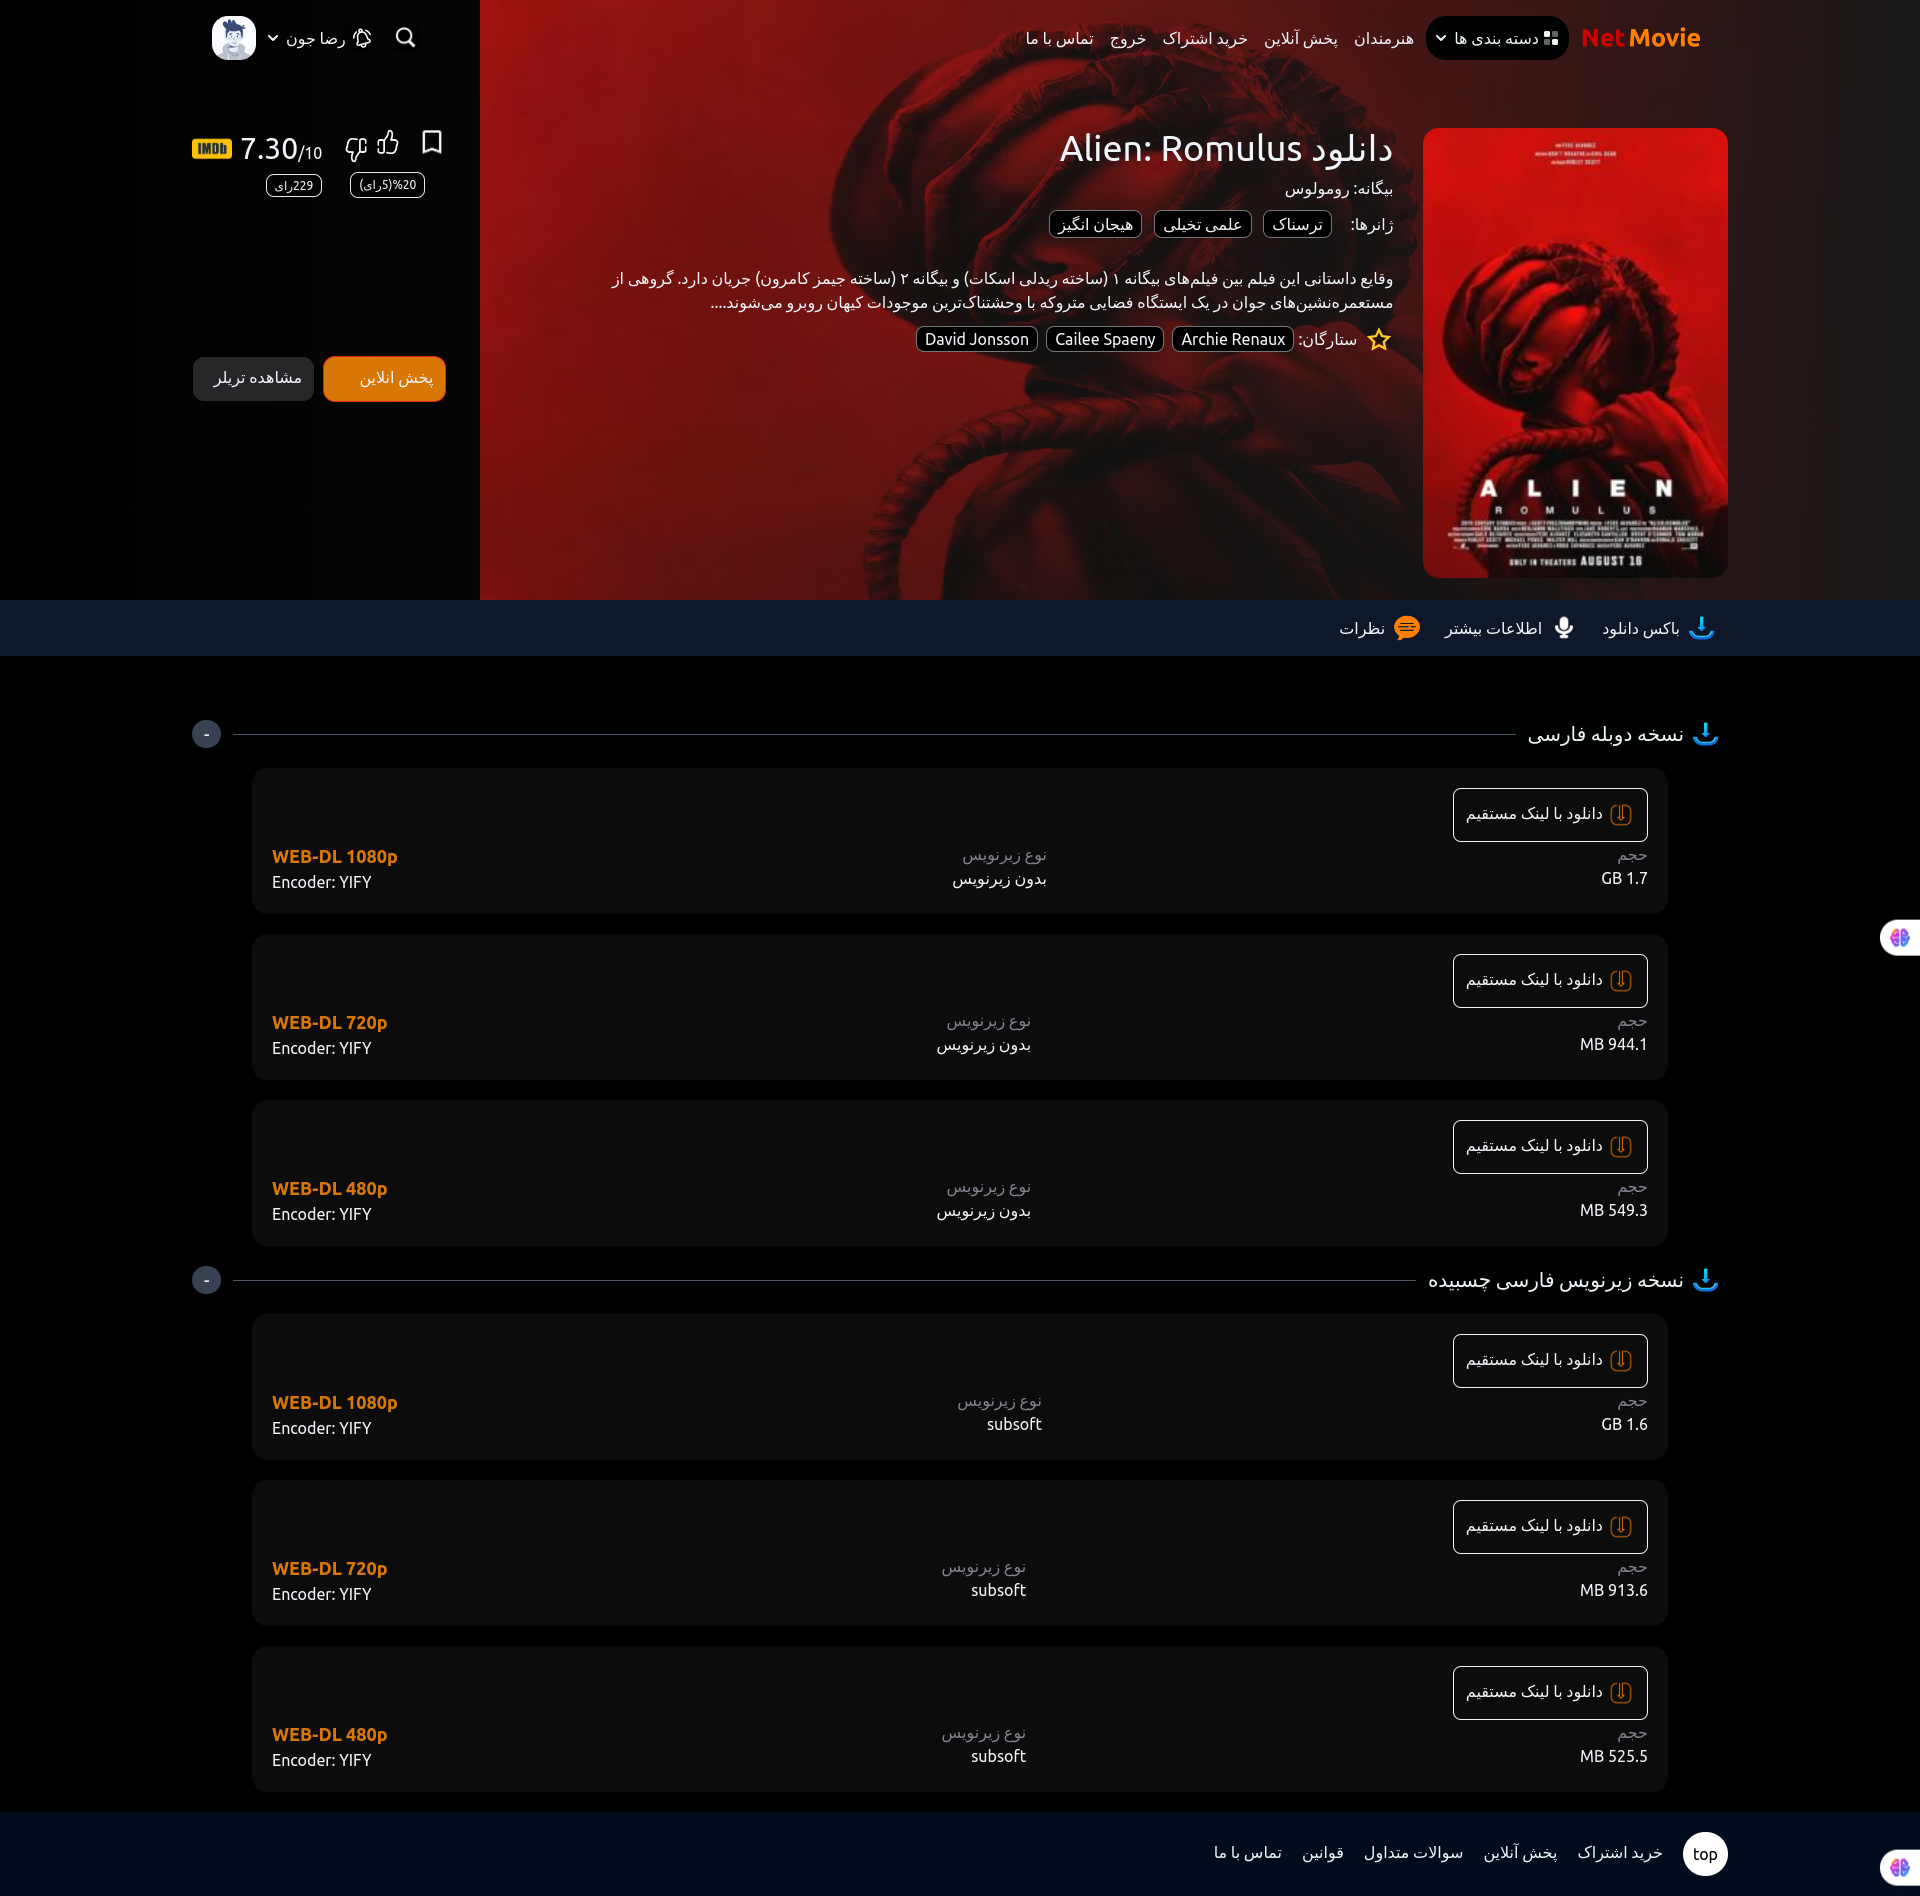 Net Movie
دسته بندی ها
هنرمندان
پخش آنلاین
خرید اشتراک
خروج
تماس با ما
رضا جون
ALIEN
ROMULUS
ONLY IN THEATERS AUGUST 16
دانلود Alien: Romulus
بیگانه: رومولوس
ژانرها: ترسناک علمی تخیلی هیجان انگیز
وقایع داستانی این فیلم بین فیلم‌های بیگانه ۱ (ساخته ریدلی اسکات) و بیگانه ۲ (ساخته جیمز کامرون) جریان دارد. گروهی از
مستعمره‌نشین‌های جوان در یک ایستگاه فضایی متروکه با وحشتناک‌ترین موجودات کیهان روبرو می‌شوند....
ستارگان: Archie Renaux Cailee Spaeny David Jonsson
7.30/10 IMDb
20%(5رای)
229رای
پخش انلاین
مشاهده تریلر
باکس دانلود
اطلاعات بیشتر
نظرات
نسخه دوبله فارسی
-
دانلود با لینک مستقیم
حجم
1.7 GB
نوع زیرنویس
بدون زیرنویس
WEB-DL 1080p
Encoder: YIFY
دانلود با لینک مستقیم
حجم
944.1 MB
نوع زیرنویس
بدون زیرنویس
WEB-DL 720p
Encoder: YIFY
دانلود با لینک مستقیم
حجم
549.3 MB
نوع زیرنویس
بدون زیرنویس
WEB-DL 480p
Encoder: YIFY
نسخه زیرنویس فارسی چسبیده
-
دانلود با لینک مستقیم
حجم
1.6 GB
نوع زیرنویس
subsoft
WEB-DL 1080p
Encoder: YIFY
دانلود با لینک مستقیم
حجم
913.6 MB
نوع زیرنویس
subsoft
WEB-DL 720p
Encoder: YIFY
دانلود با لینک مستقیم
حجم
525.5 MB
نوع زیرنویس
subsoft
WEB-DL 480p
Encoder: YIFY
top
خرید اشتراک
پخش آنلاین
سوالات متداول
قوانین
تماس با ما